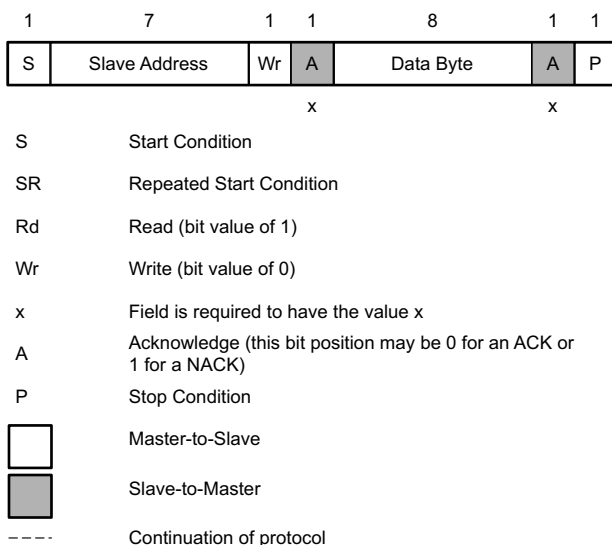 1 7 1 1 8 1 1
S Slave Address Wr A Data Byte A P
x x
S Start Condition
SR Repeated Start Condition
Rd Read (bit value of 1)
Wr Write (bit value of 0)
x Field is required to have the value x
A Acknowledge (this bit position may be 0 for an ACK or
1 for a NACK)
P Stop Condition
Master-to-Slave
Slave-to-Master
Continuation of protocol